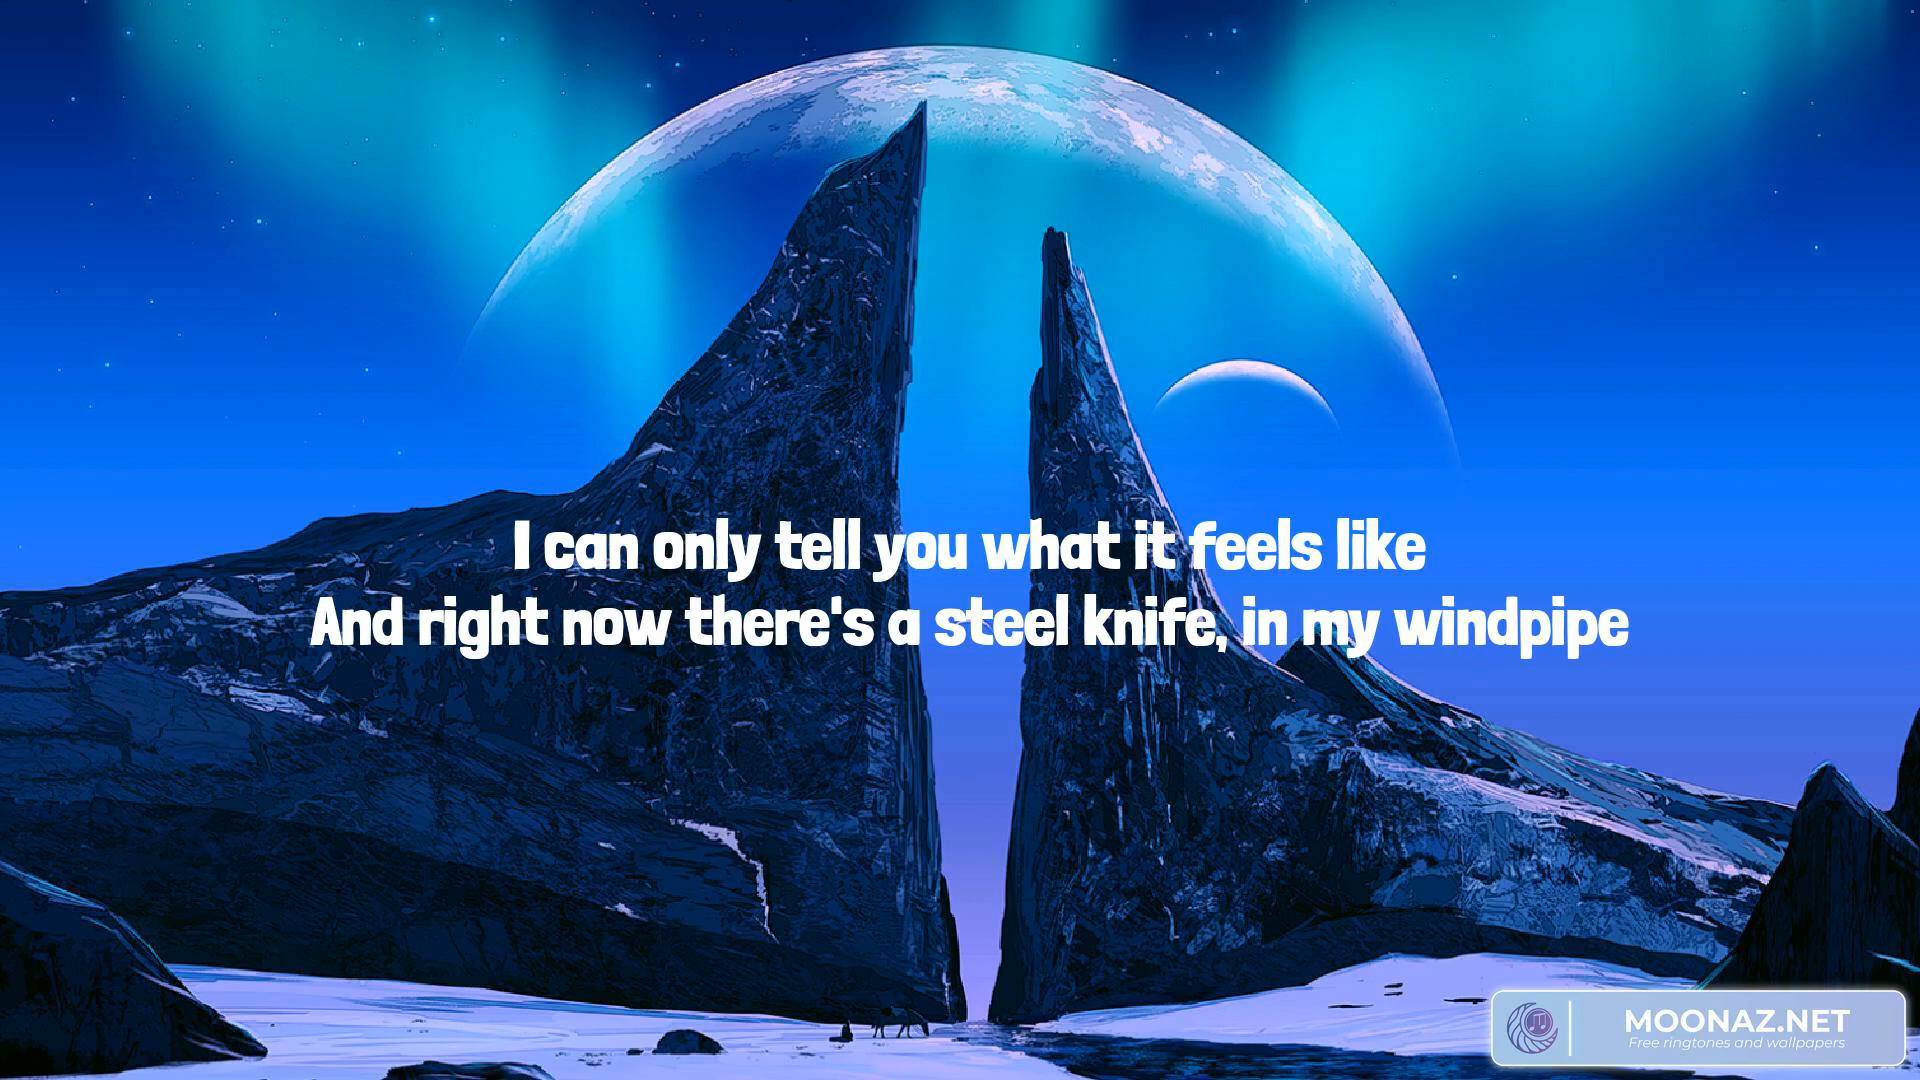 I can only tell you what it feels like
And right now there's a steel knife, in my windpipe
MOONAZ.NET
Free ringtones and wallpapers